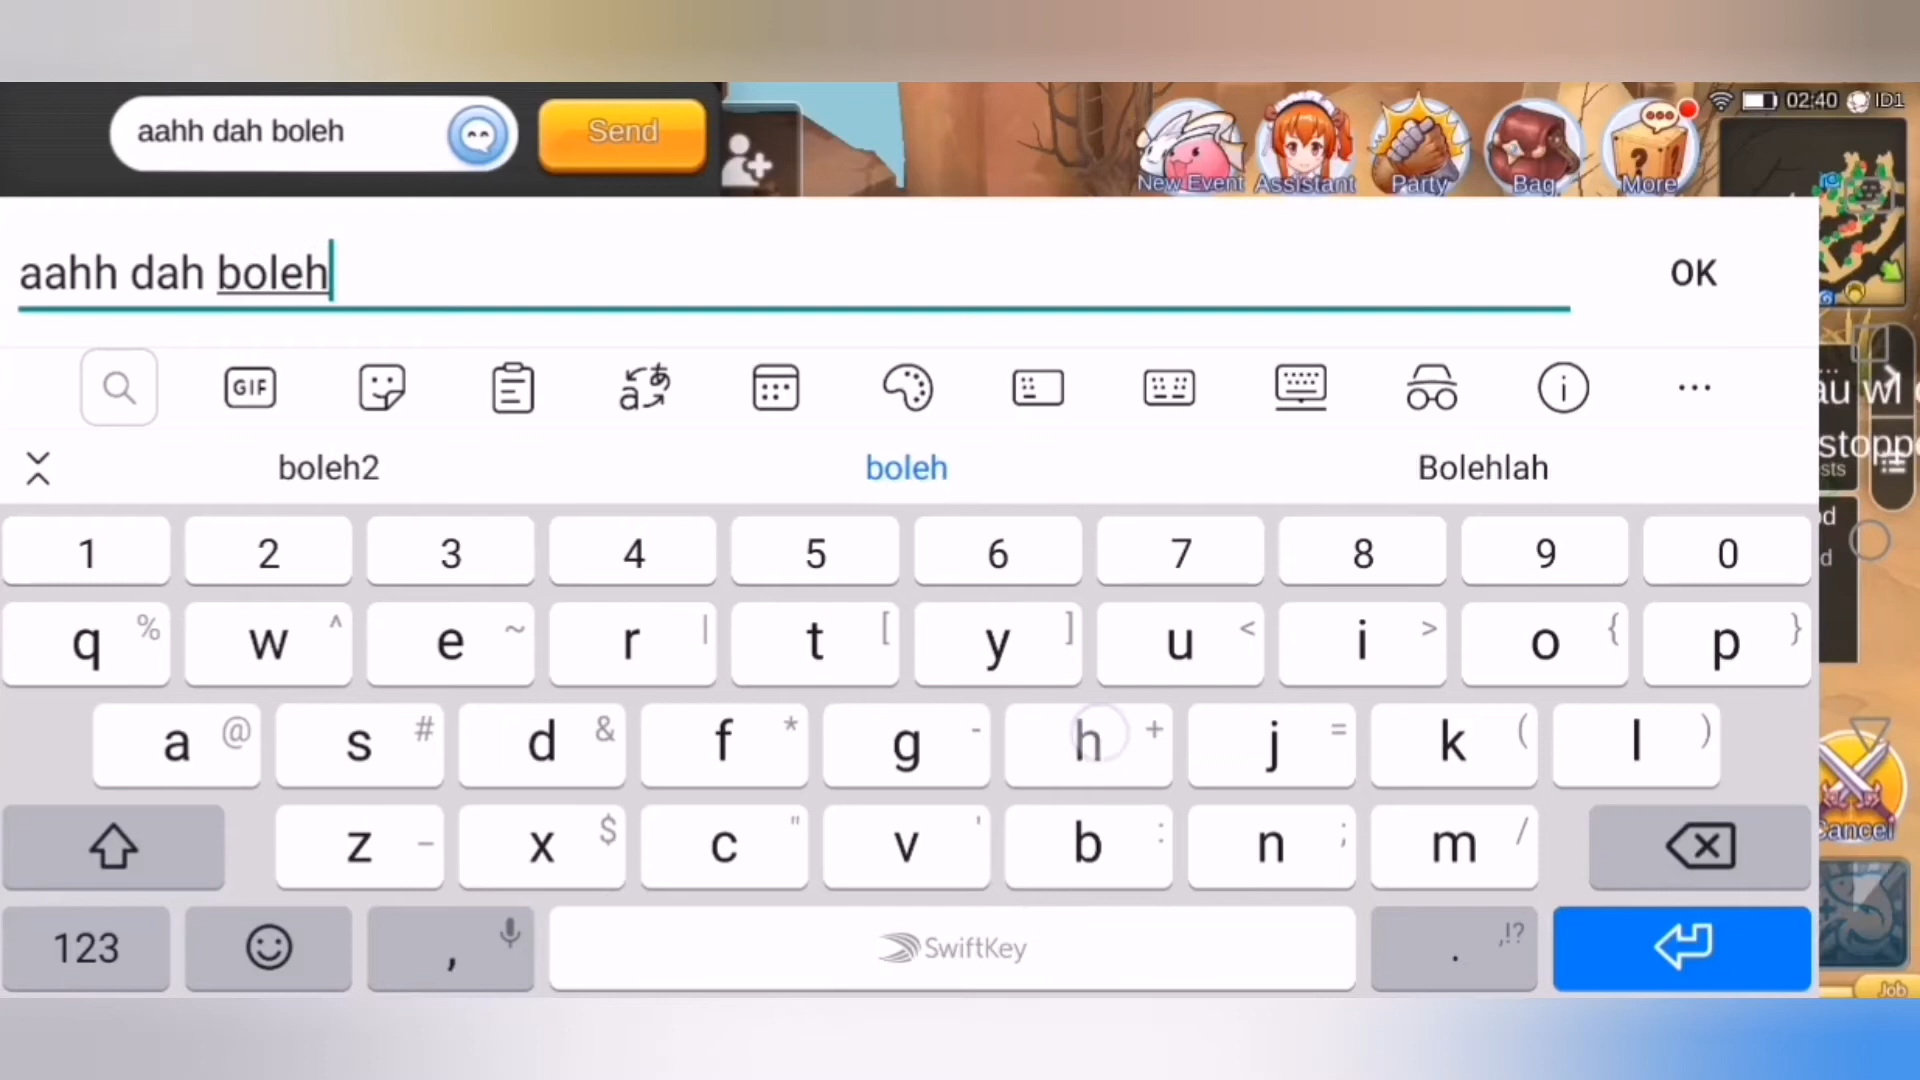 aahh dah boleh
Send
New Event
Assistant
Party
Bag
More
02:40
ID1
aahh dah boleh
OK
GIF
boleh2
boleh
Bolehlah
1 2 3 4 5 6 7 8 9 0
q % w ^ e ~ r | t [ y ] u < i > o { p }
a @ s # d & f * g - h + j = k ( l )
z _ x $ c " v ' b : n ; m /
123 , SwiftKey . ,!?
Cancel
Job